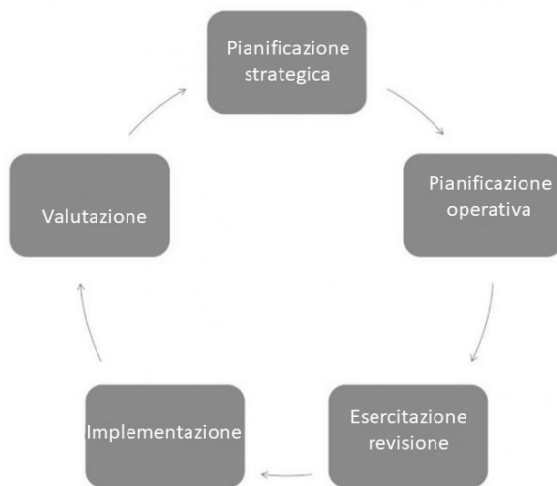 Pianificazione
strategica
Pianificazione
operativa
Esercitazione
revisione
Implementazione
Valutazione